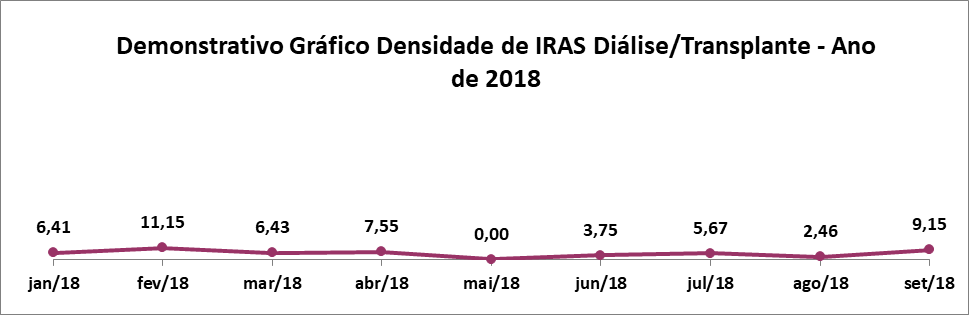 Demonstrativo Gráfico Densidade de IRAS Diálise/Transplante - Ano
de 2018
6,41 11,15 6,43 7,55 0,00 3,75 5,67 2,46 9,15
jan/18 fev/18 mar/18 abr/18 mai/18 jun/18 jul/18 ago/18 set/18